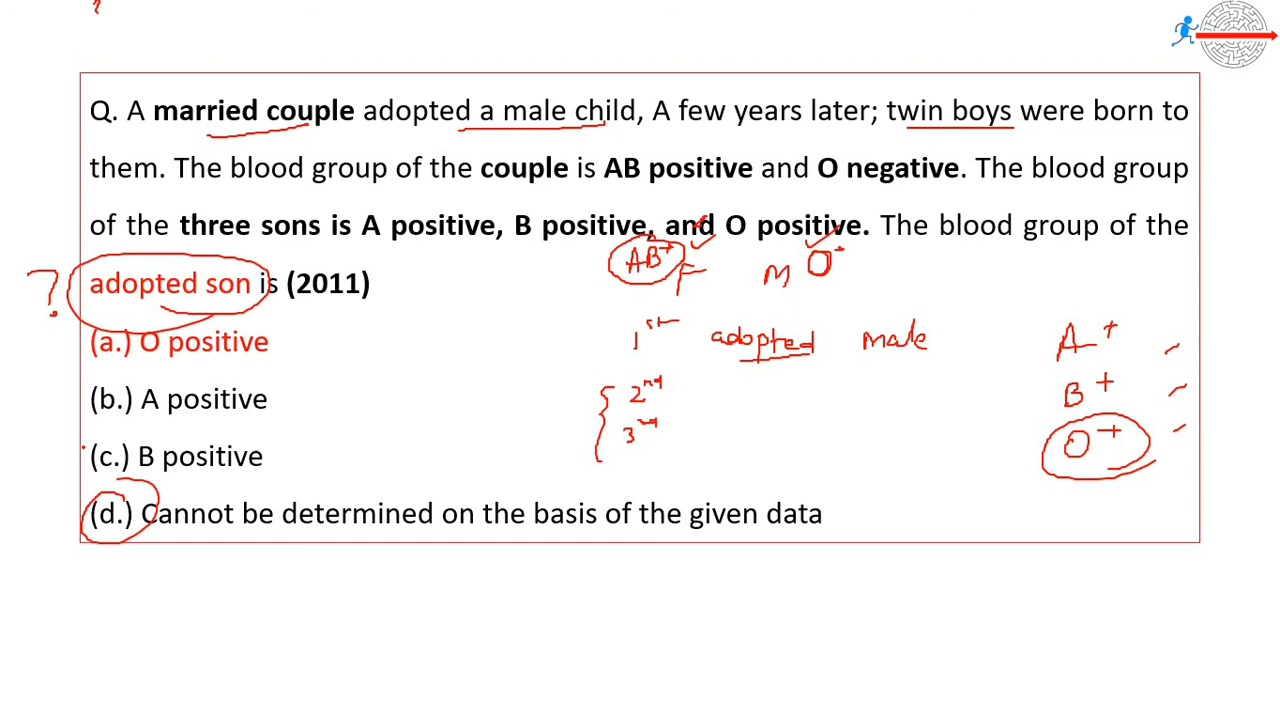 Q. A married couple adopted a male child, A few years later; twin boys were born to
them. The blood group of the couple is AB positive and O negative. The blood group
of the three sons is A positive, B positive, and O positive. The blood group of the
AB+ F M O-
? adopted son is (2011)
(a.) O positive
1st adopted male A+
(b.) A positive
2nd B+
3rd O+
(c.) B positive
(d.) Cannot be determined on the basis of the given data